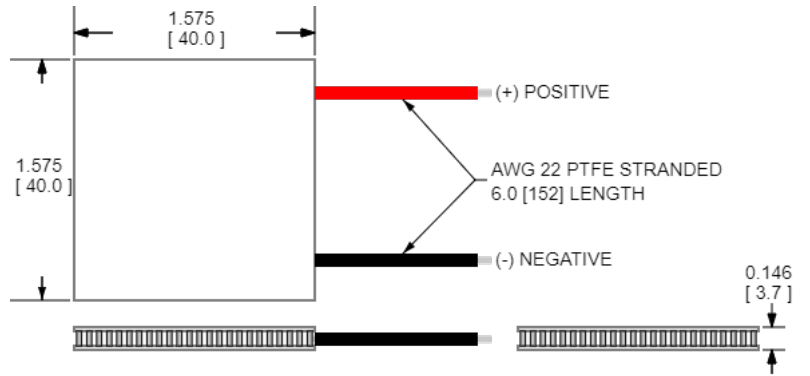 1.575
[ 40.0 ]
(+) POSITIVE
1.575
[ 40.0 ]
AWG 22 PTFE STRANDED
6.0 [152] LENGTH
(-) NEGATIVE
0.146
[ 3.7 ]